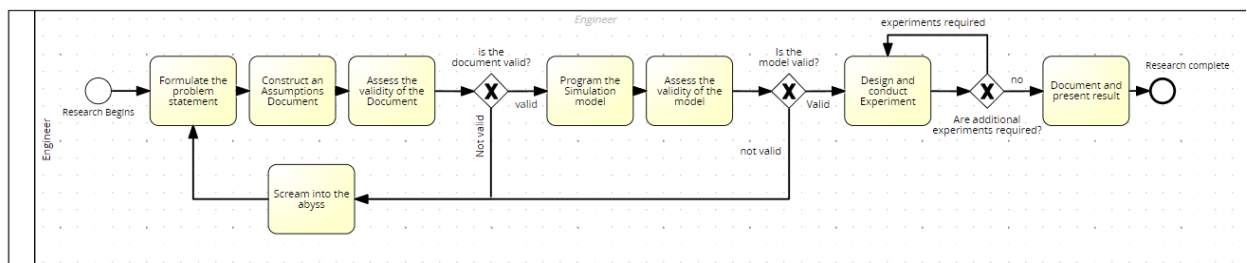 Engineer
Engineer
Research Begins
Formulate the
problem
statement
Construct an
Assumptions
Document
Assess the
validity of the
Document
is the
document valid?
valid
Not valid
Program the
Simulation
model
Assess the
validity of the
model
Is the
model valid?
Valid
not valid
Scream into the
abyss
Design and
conduct
Experiment
experiments required
Are additional
experiments required?
no
Document and
present result
Research complete